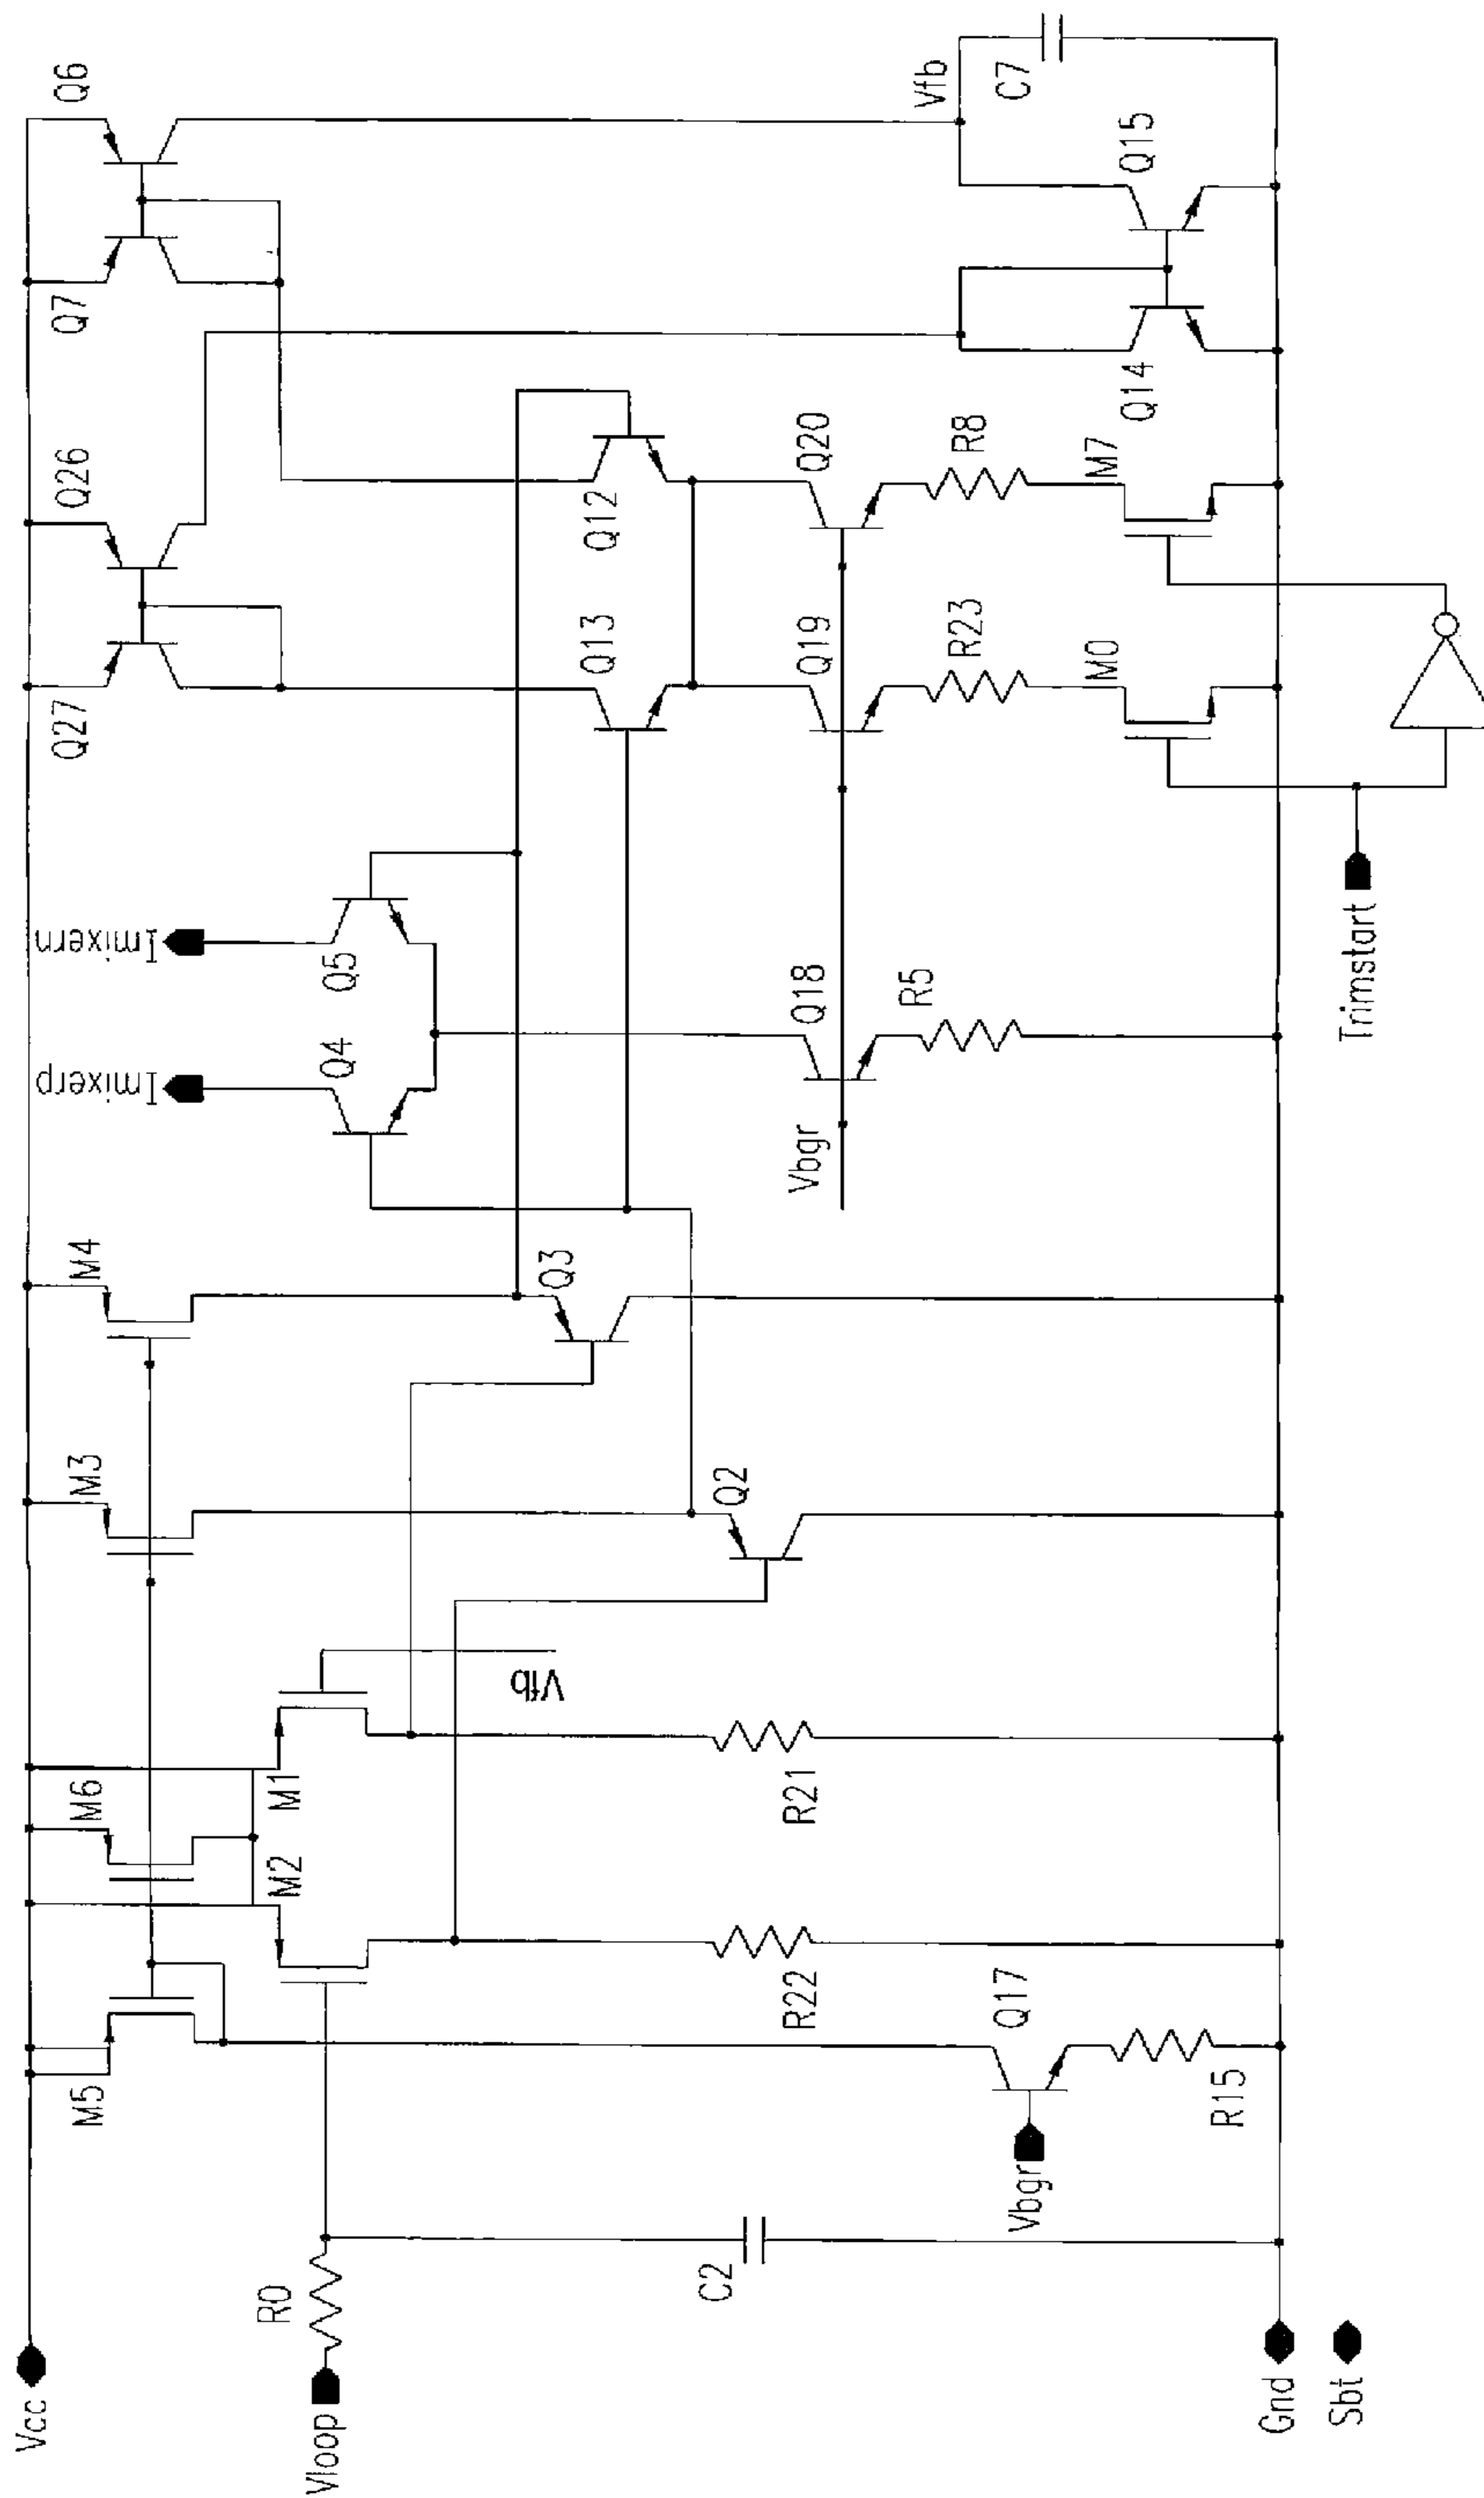 Vcc
Vloop
R0
C2
Gnd
Sbt
M5
Vbgr
Q17
R15
M2
R22
M6
M1
R21
Vfb
M3
Q2
M4
Q3
Vbgr
Imixerp
Q4
Imixern
Q5
Q18
R5
Trimstart
Q27
Q13
Q19
R23
M0
Q26
Q12
Q20
R8
M7
Q7
Q14
Q6
Vfb
Q15
C7